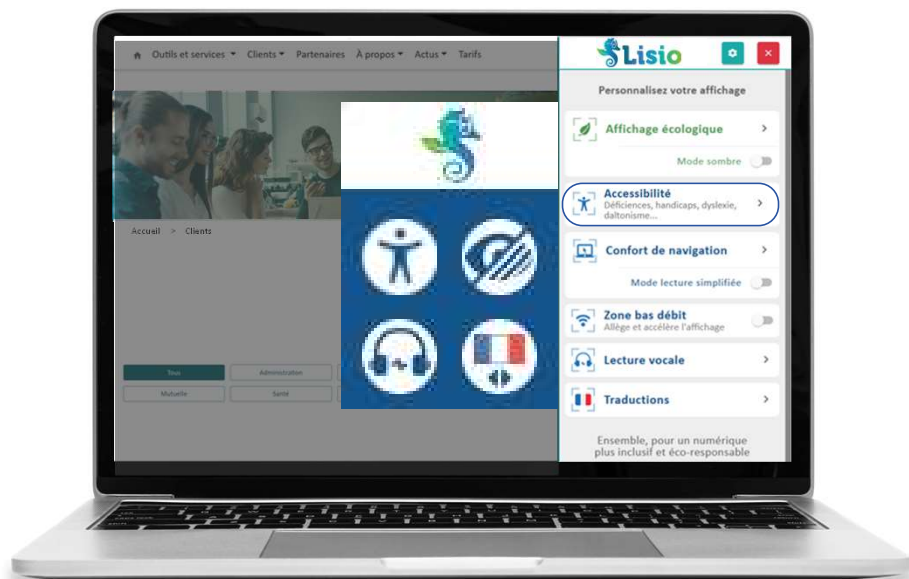 Outils et services Clients Partenaires À propos Actus Tarifs
Accueil > Clients
Tous
Administration
Mutuelle
Santé
Lisio
Personnalisez votre affichage
Affichage écologique
Mode sombre
Accessibilité
Déficiences, handicaps, dyslexie,
daltonisme...
Confort de navigation
Mode lecture simplifiée
Zone bas débit
Allège et accélère l'affichage
Lecture vocale
Traductions
Ensemble, pour un numérique
plus inclusif et éco-responsable